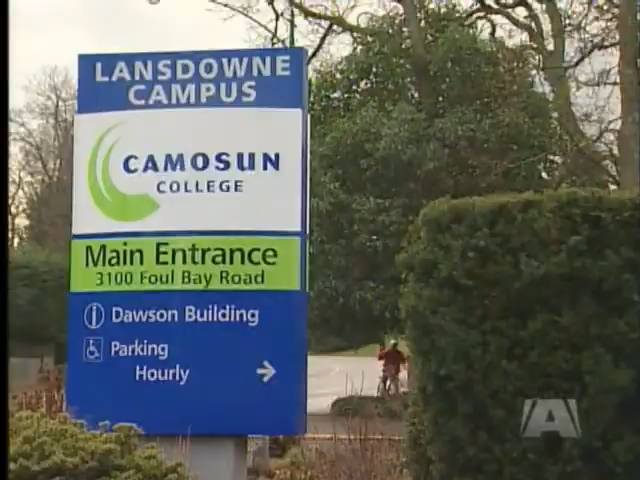 LANSDOWNE
CAMPUS
CAMOSUN
COLLEGE
Main Entrance
3100 Foul Bay Road
i Dawson Building
Parking
Hourly
A